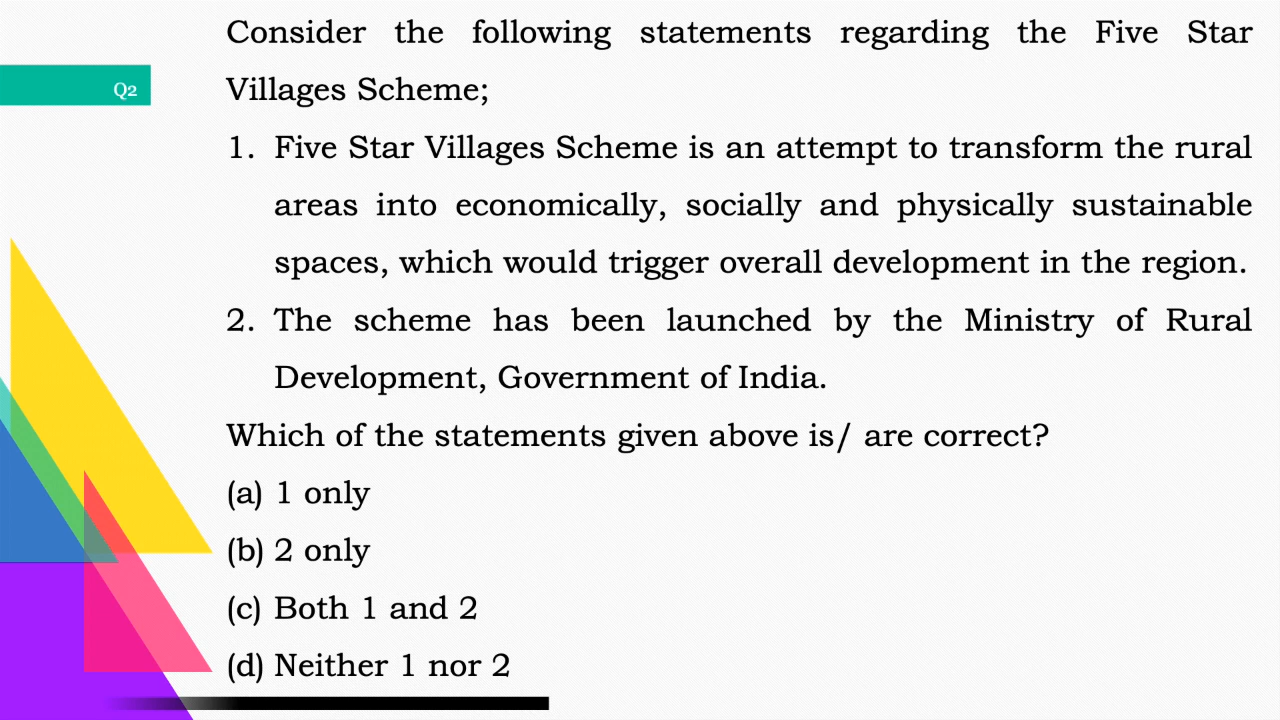 Consider the following statements regarding the Five Star
Q2
Villages Scheme;
1. Five Star Villages Scheme is an attempt to transform the rural
areas into economically, socially and physically sustainable
spaces, which would trigger overall development in the region.
2. The scheme has been launched by the Ministry of Rural
Development, Government of India.
Which of the statements given above is/ are correct?
(a) 1 only
(b) 2 only
(c) Both 1 and 2
(d) Neither 1 nor 2